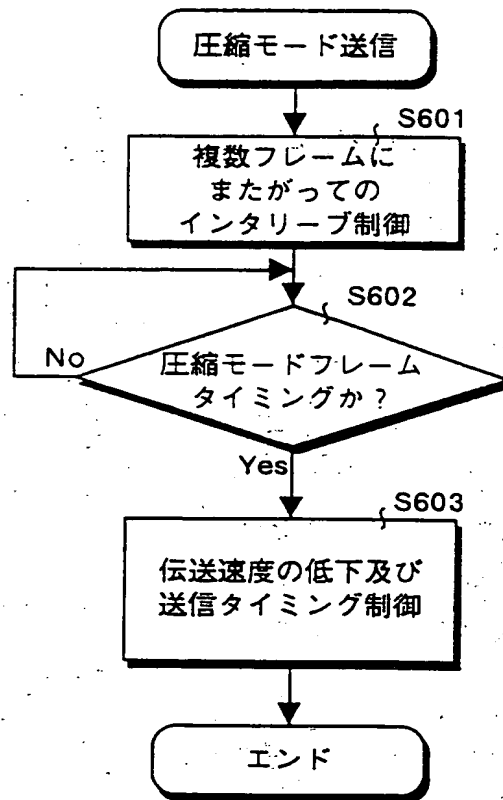 圧縮モード送信
S601
複数フレームに
またがっての
インタリーブ制御
S602
No
圧縮モードフレーム
タイミングか?
Yes
S603
伝送速度の低下及び
送信タイミング制御
エンド